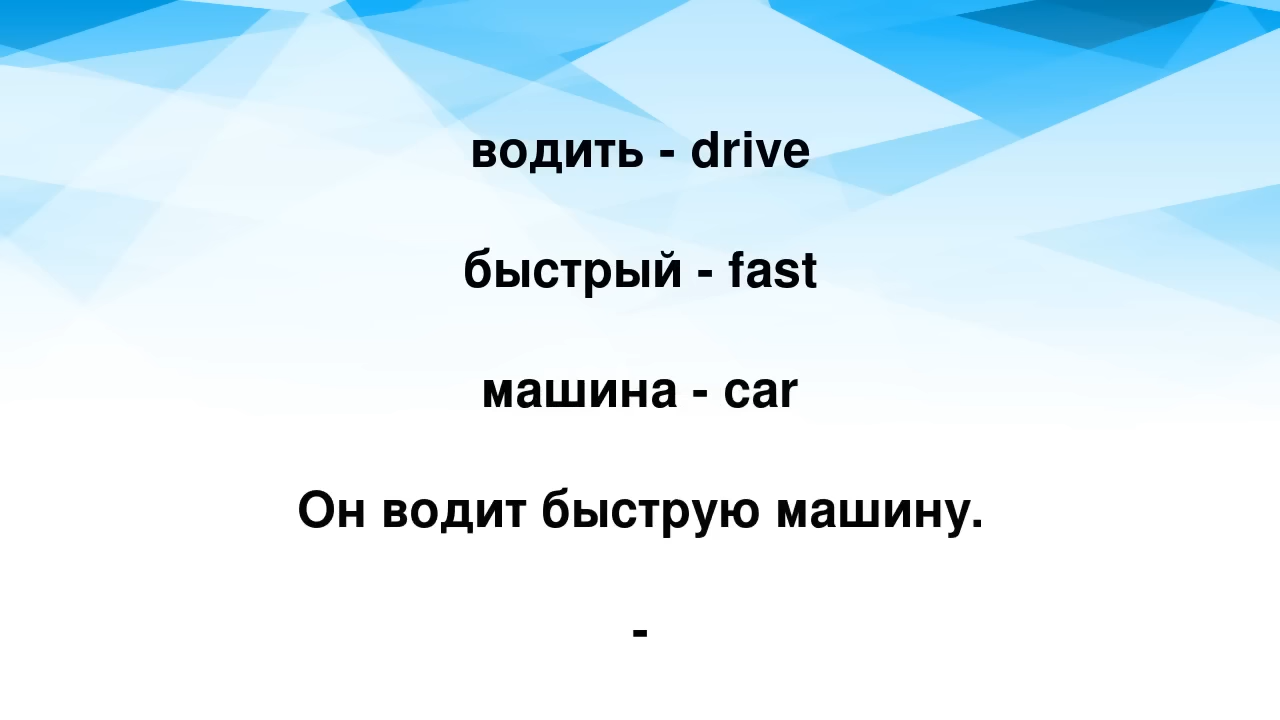 водить - drive
быстрый - fast
машина - car
Он водит быструю машину.
-